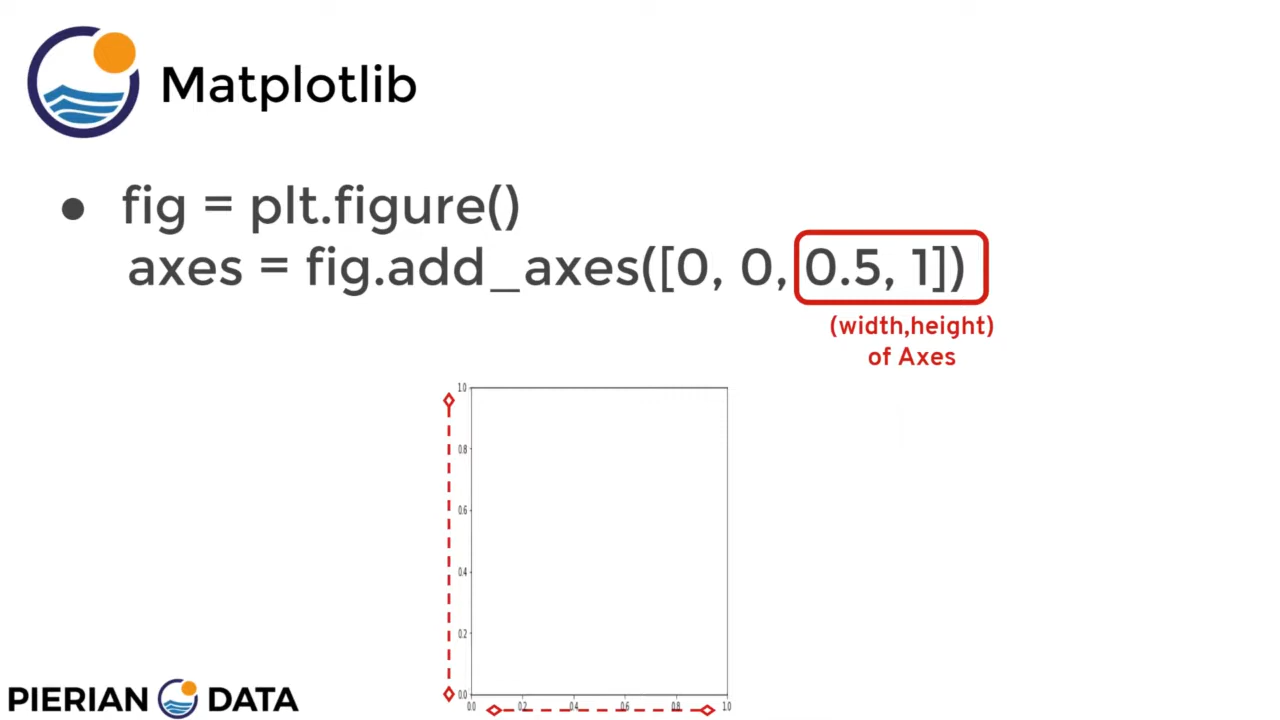 Matplotlib
● fig = plt.figure()
axes = fig.add_axes([0, 0, 0.5, 1])
(width,height)
of Axes
1.0
0.8
0.6
0.4
0.2
0.0
0.0 0.2 0.4 0.6 0.8 1.0
PIERIAN DATA